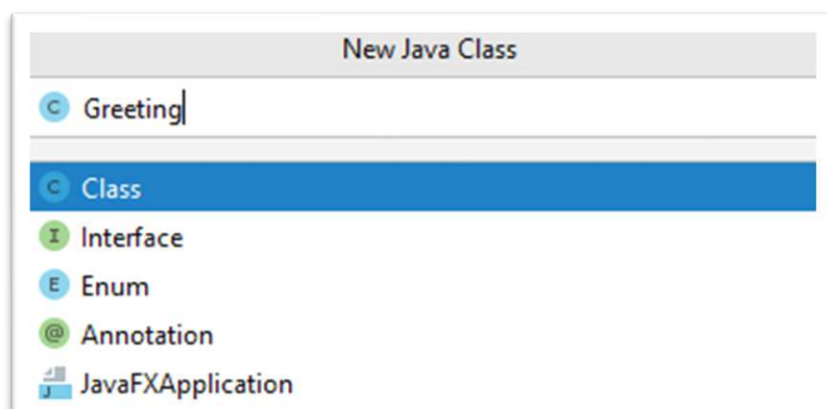 New Java Class
C Greeting
C Class
I Interface
E Enum
@ Annotation
J JavaFXApplication